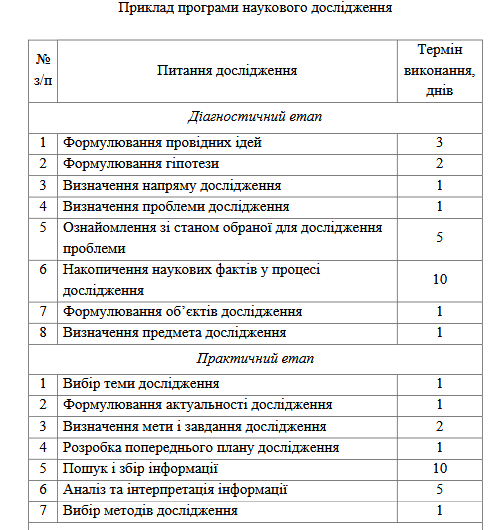 Приклад програми наукового дослідження
№ з/п Питання дослідження Термін виконання, днів
Діагностичний етап
1 Формулювання провідних ідей 3
2 Формулювання гіпотези 2
3 Визначення напряму дослідження 1
4 Визначення проблеми дослідження 1
5 Ознайомлення зі станом обраної для дослідження
проблеми 5
6 Накопичення наукових фактів у процесі
дослідження 10
7 Формулювання об’єктів дослідження 1
8 Визначення предмета дослідження 1
Практичний етап
1 Вибір теми дослідження 1
2 Формулювання актуальності дослідження 1
3 Визначення мети і завдання дослідження 2
4 Розробка попереднього плану дослідження 1
5 Пошук і збір інформації 10
6 Аналіз та інтерпретація інформації 5
7 Вибір методів дослідження 1